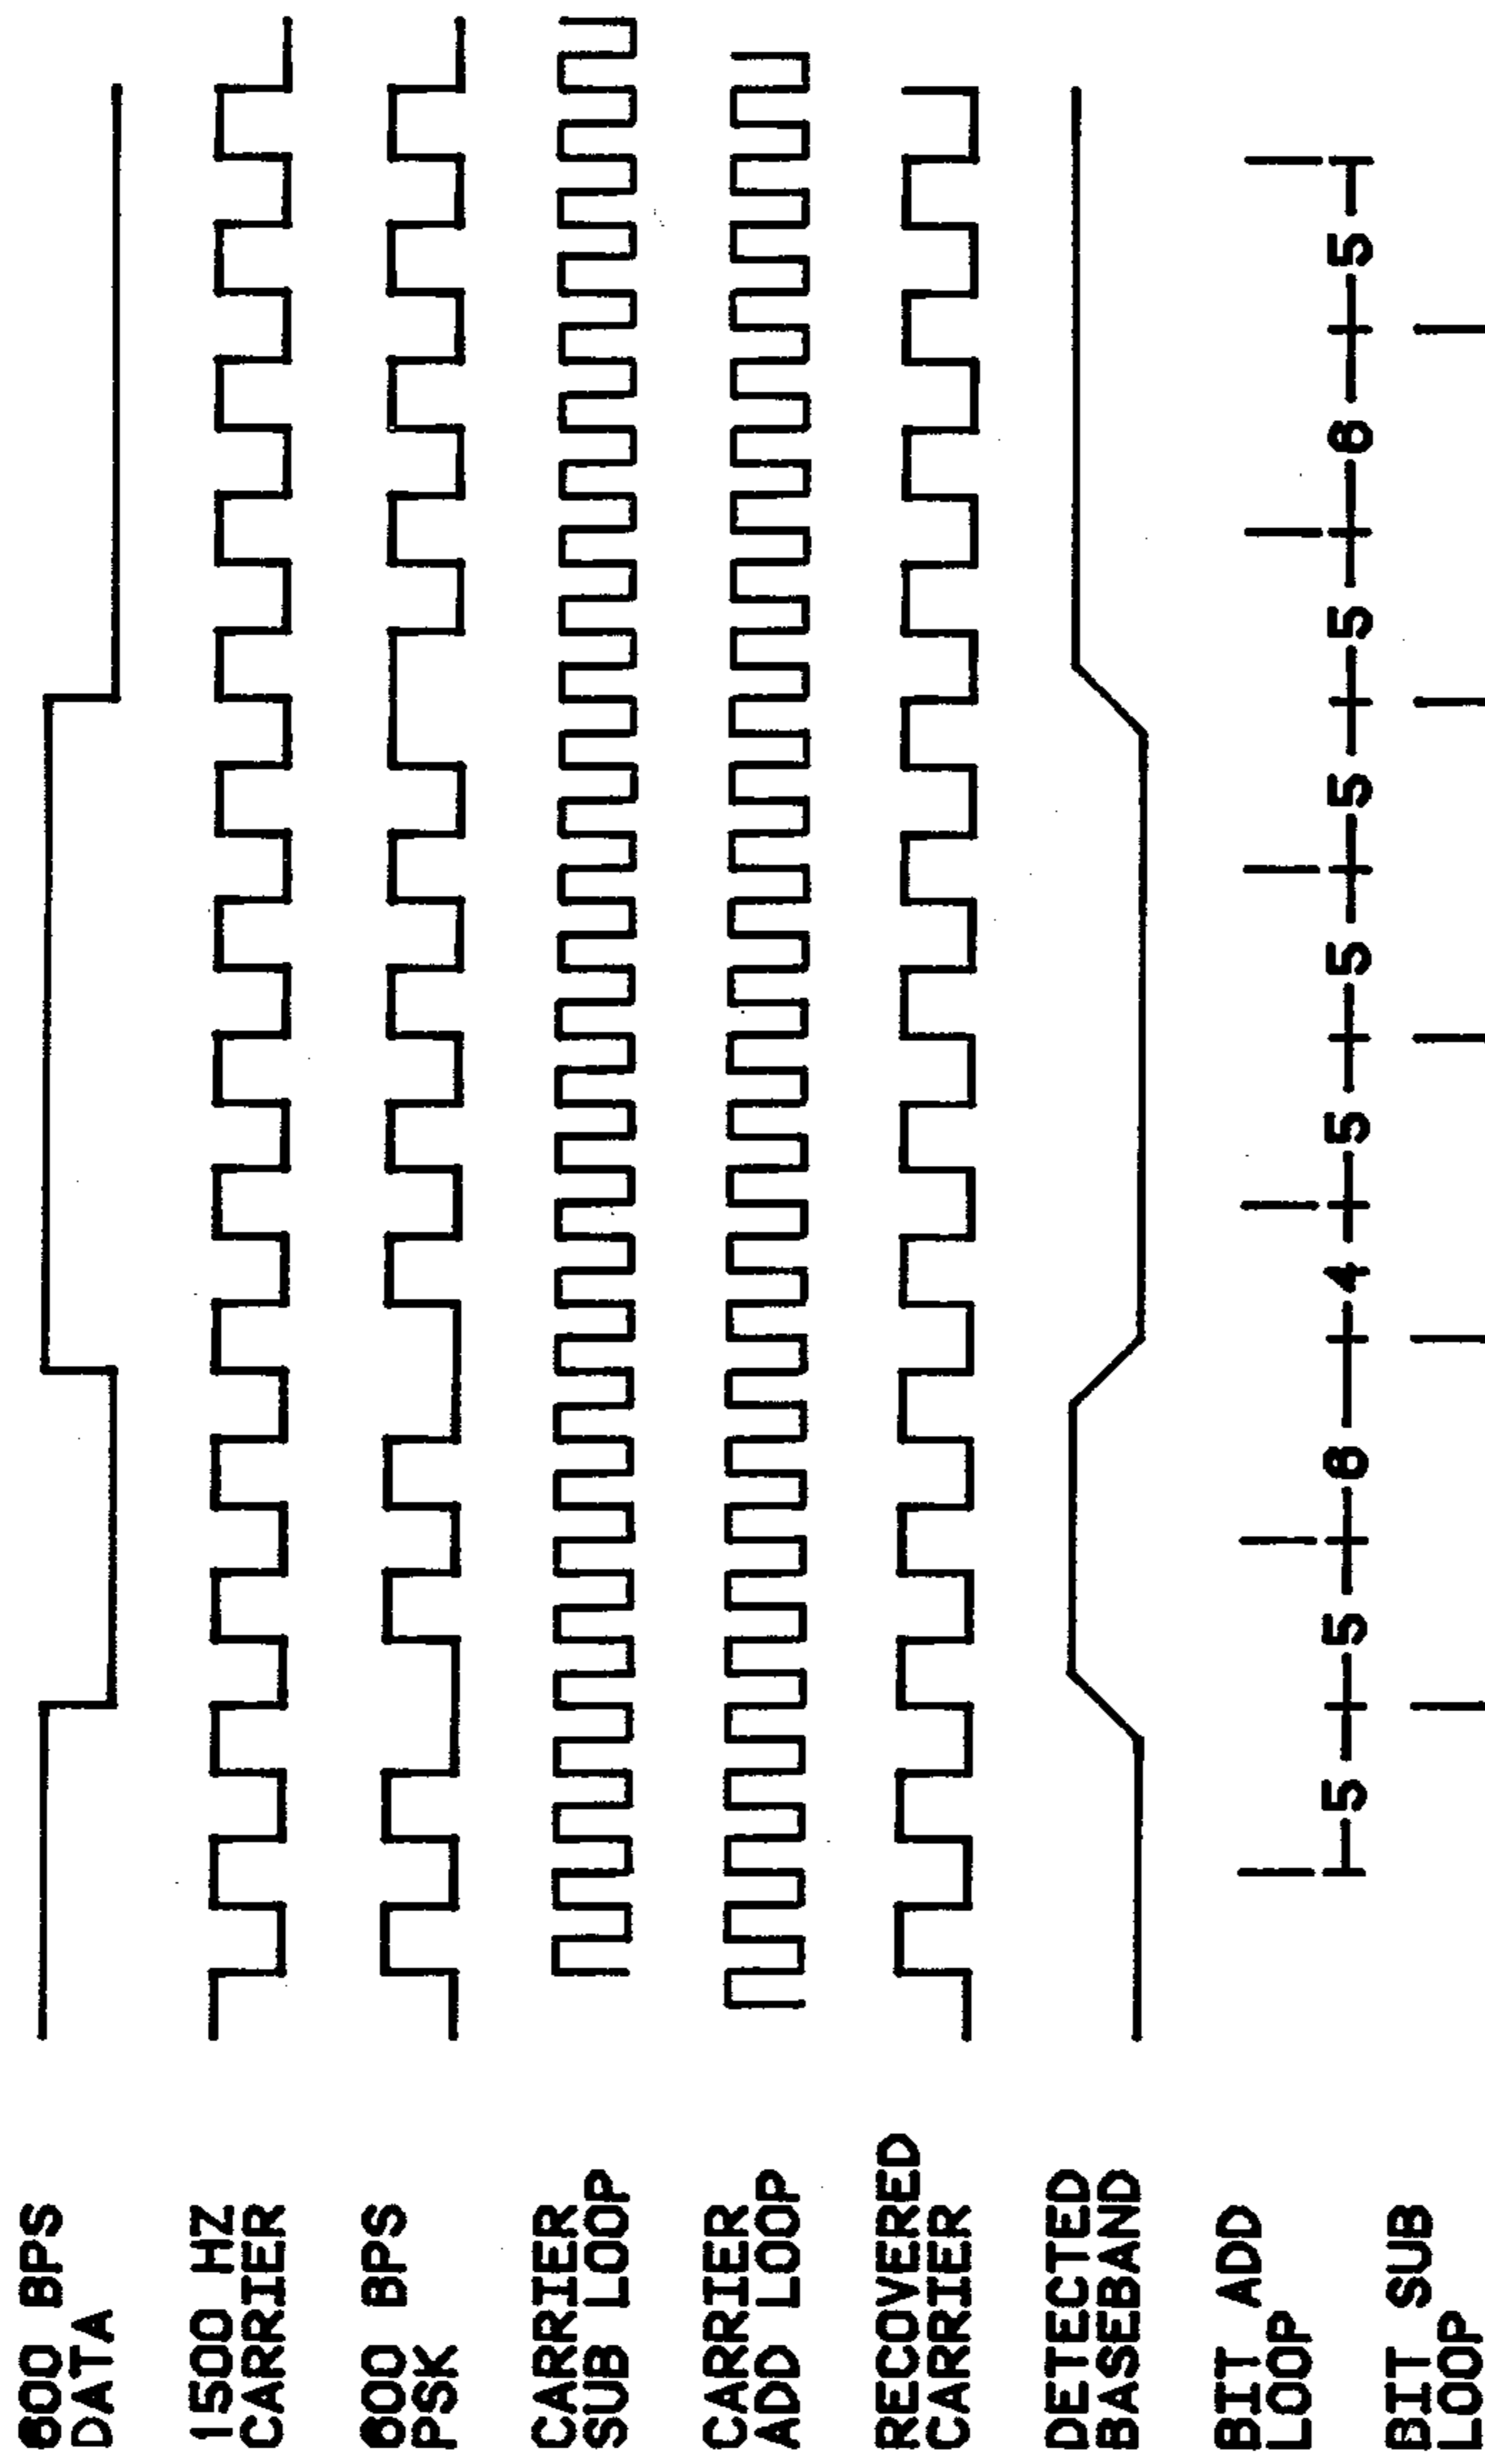 600 BPS
DATA
1500 HZ
CARRIER
600 BPS
PSK
CARRIER
SUB LOOP
CARRIER
ADD LOOP
RECOVERED
CARRIER
DETECTED
BASEBAND
BIT ADD
LOOP
5 5 6 4 5 5 5 5 6 5
BIT SUB
LOOP